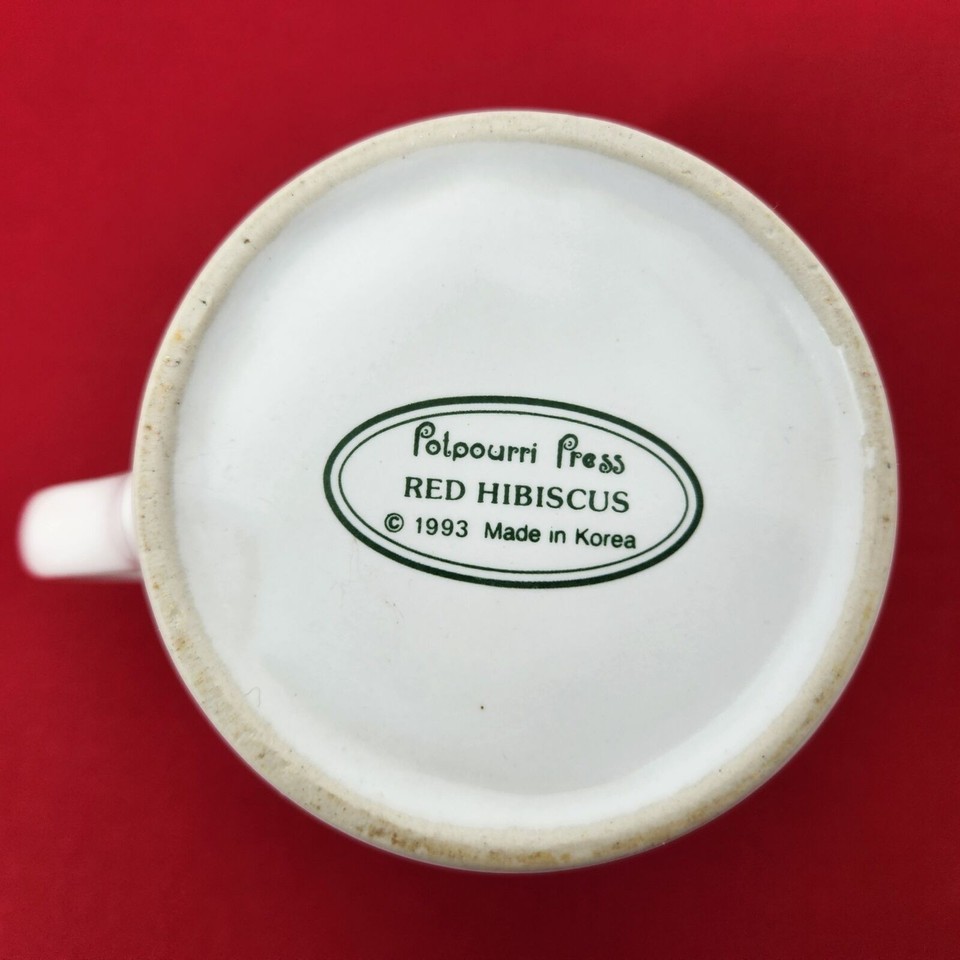 Potpourri Press
RED HIBISCUS
© 1993 Made in Korea